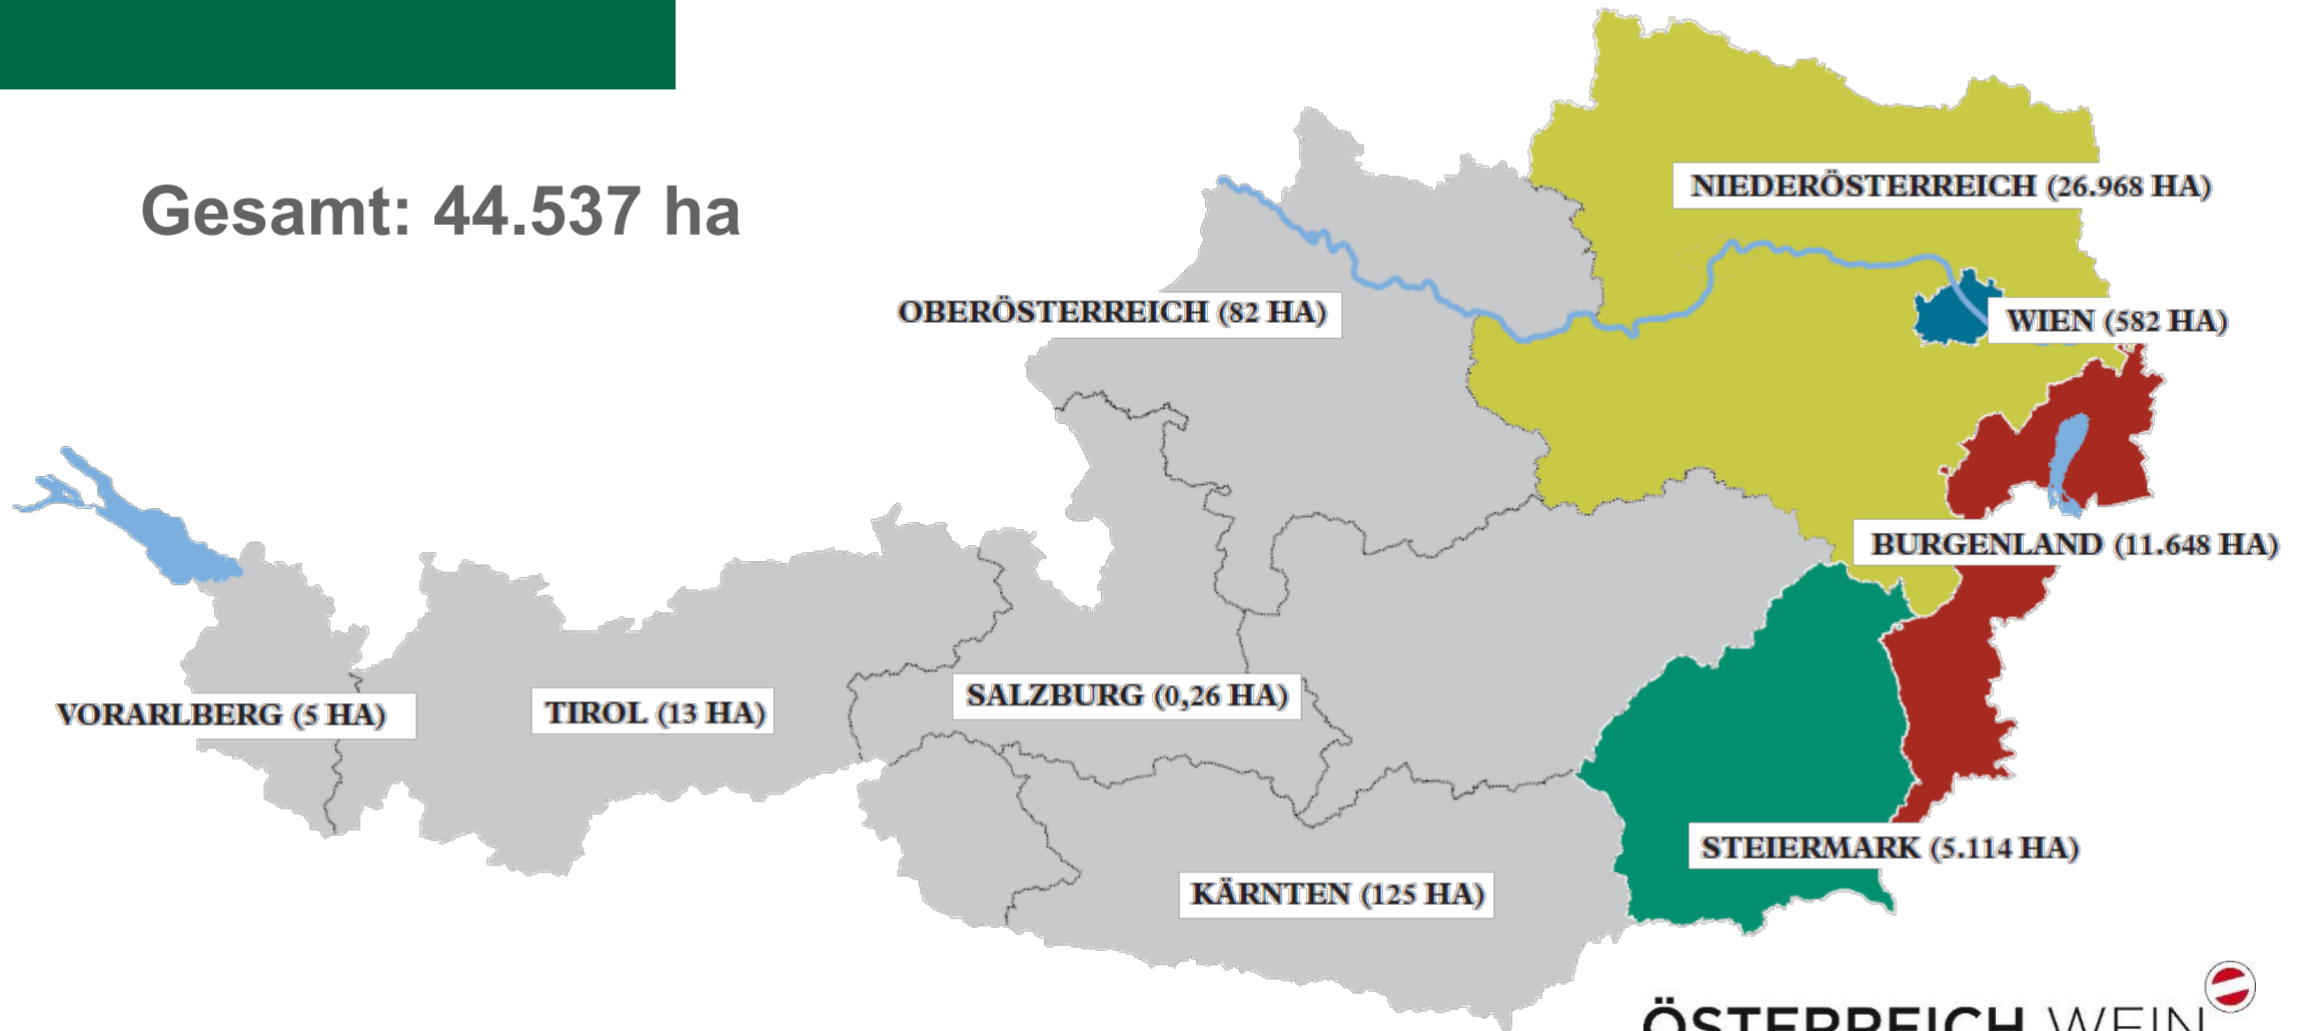 Gesamt: 44.537 ha
NIEDERÖSTERREICH (26.968 HA)
OBERÖSTERREICH (82 HA)
WIEN (582 HA)
BURGENLAND (11.648 HA)
VORARLBERG (5 HA)
TIROL (13 HA)
SALZBURG (0,26 HA)
STEIERMARK (5.114 HA)
KÄRNTEN (125 HA)
ÖSTERREICH WEIN